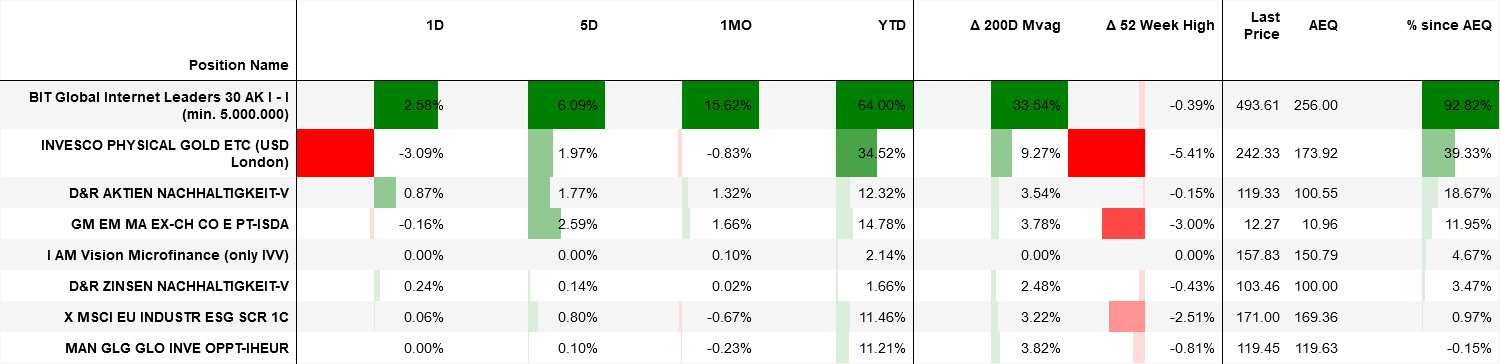 Position Name 1D 5D 1MO YTD Δ 200D Mvag Δ 52 Week High Last Price AEQ % since AEQ
BIT Global Internet Leaders 30 AK I - I (min. 5.000.000) 2.58% 6.09% 15.62% 64.00% 33.54% -0.39% 493.61 256.00 92.82%
INVESCO PHYSICAL GOLD ETC (USD London) -3.09% 1.97% -0.83% 34.52% 9.27% -5.41% 242.33 173.92 39.33%
D&R AKTIEN NACHHALTIGKEIT-V 0.87% 1.77% 1.32% 12.32% 3.54% -0.15% 119.33 100.55 18.67%
GM EM MA EX-CH CO E PT-ISDA -0.16% 2.59% 1.66% 14.78% 3.78% -3.00% 12.27 10.96 11.95%
I AM Vision Microfinance (only IVV) 0.00% 0.00% 0.10% 2.14% 0.00% 0.00% 157.83 150.79 4.67%
D&R ZINSEN NACHHALTIGKEIT-V 0.24% 0.14% 0.02% 1.66% 2.48% -0.43% 103.46 100.00 3.47%
X MSCI EU INDUSTR ESG SCR 1C 0.06% 0.80% -0.67% 11.46% 3.22% -2.51% 171.00 169.36 0.97%
MAN GLG GLO INVE OPPT-IHEUR 0.00% 0.10% -0.23% 11.21% 3.82% -0.81% 119.45 119.63 -0.15%